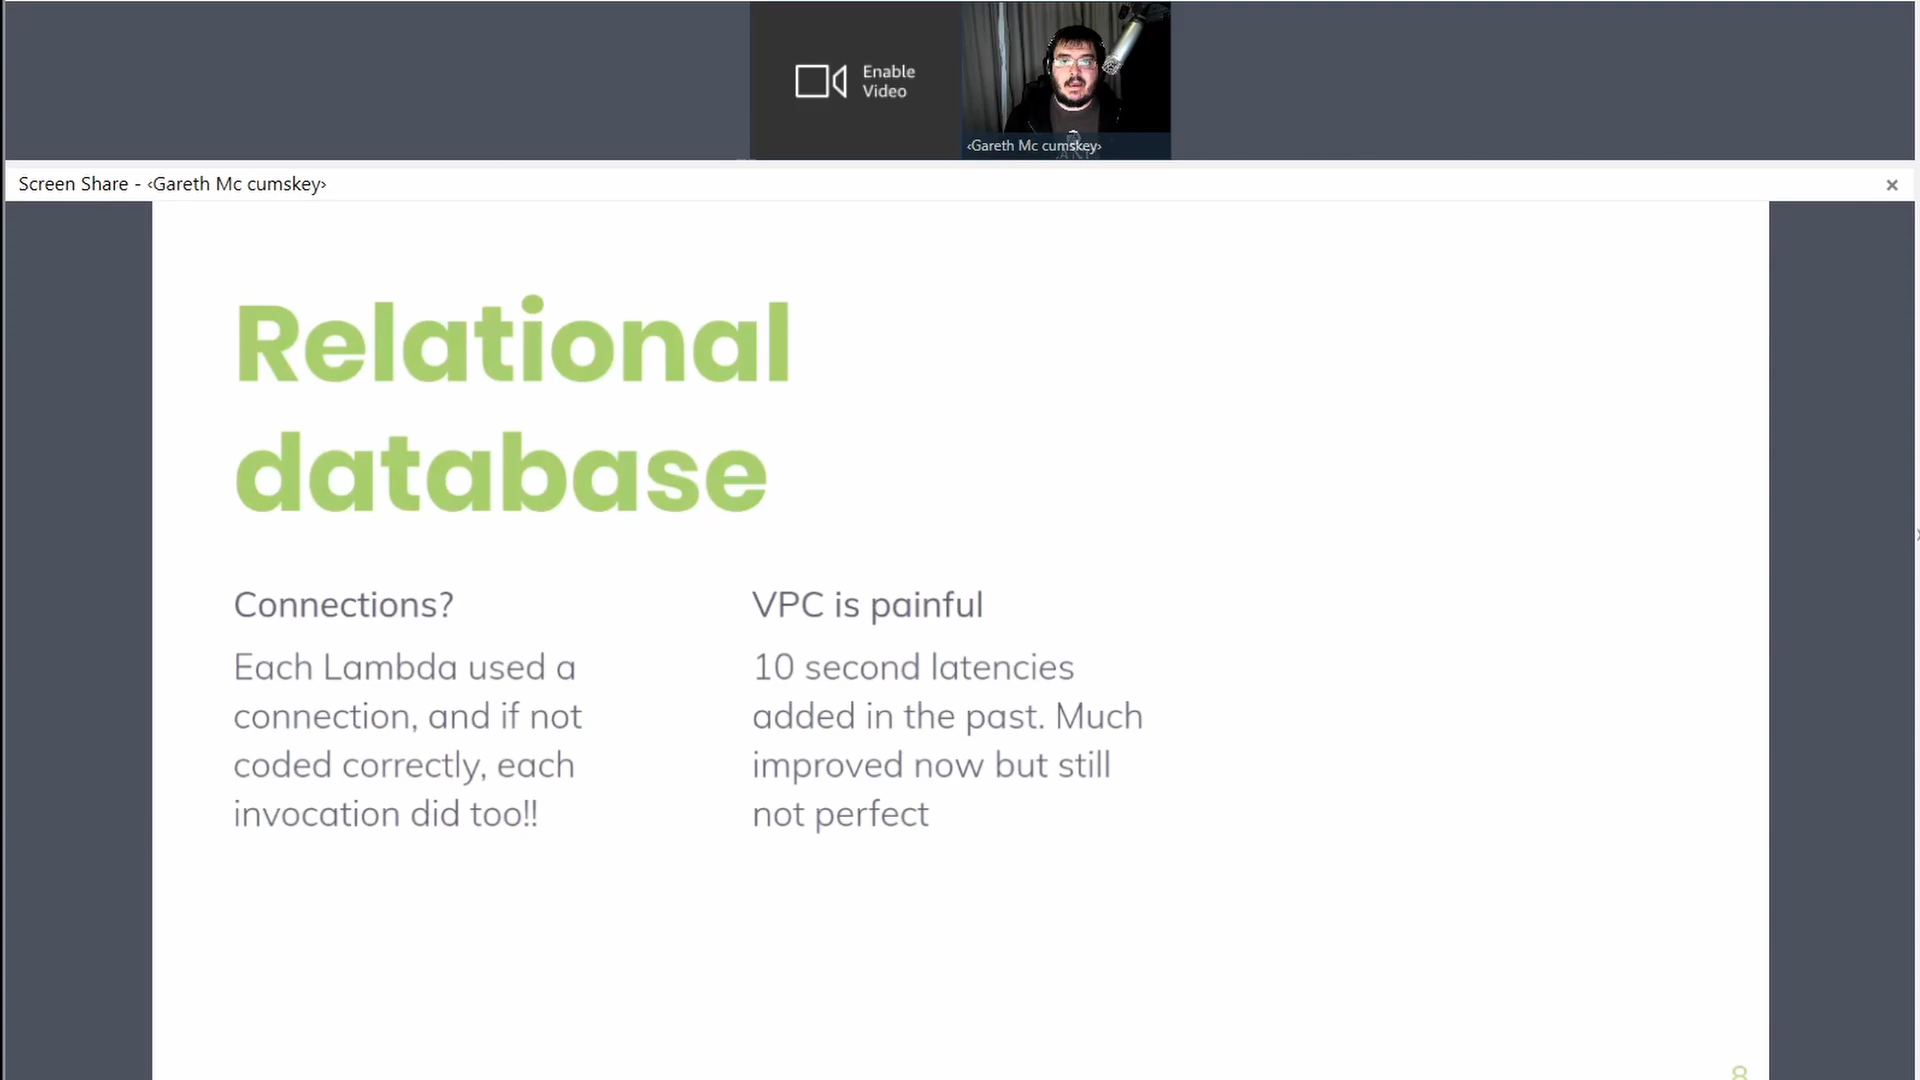 Enable
Video
‹Gareth Mc cumskey›
Screen Share - ‹Gareth Mc cumskey›
Relational
database
Connections?
Each Lambda used a
connection, and if not
coded correctly, each
invocation did too!!
VPC is painful
10 second latencies
added in the past. Much
improved now but still
not perfect
8